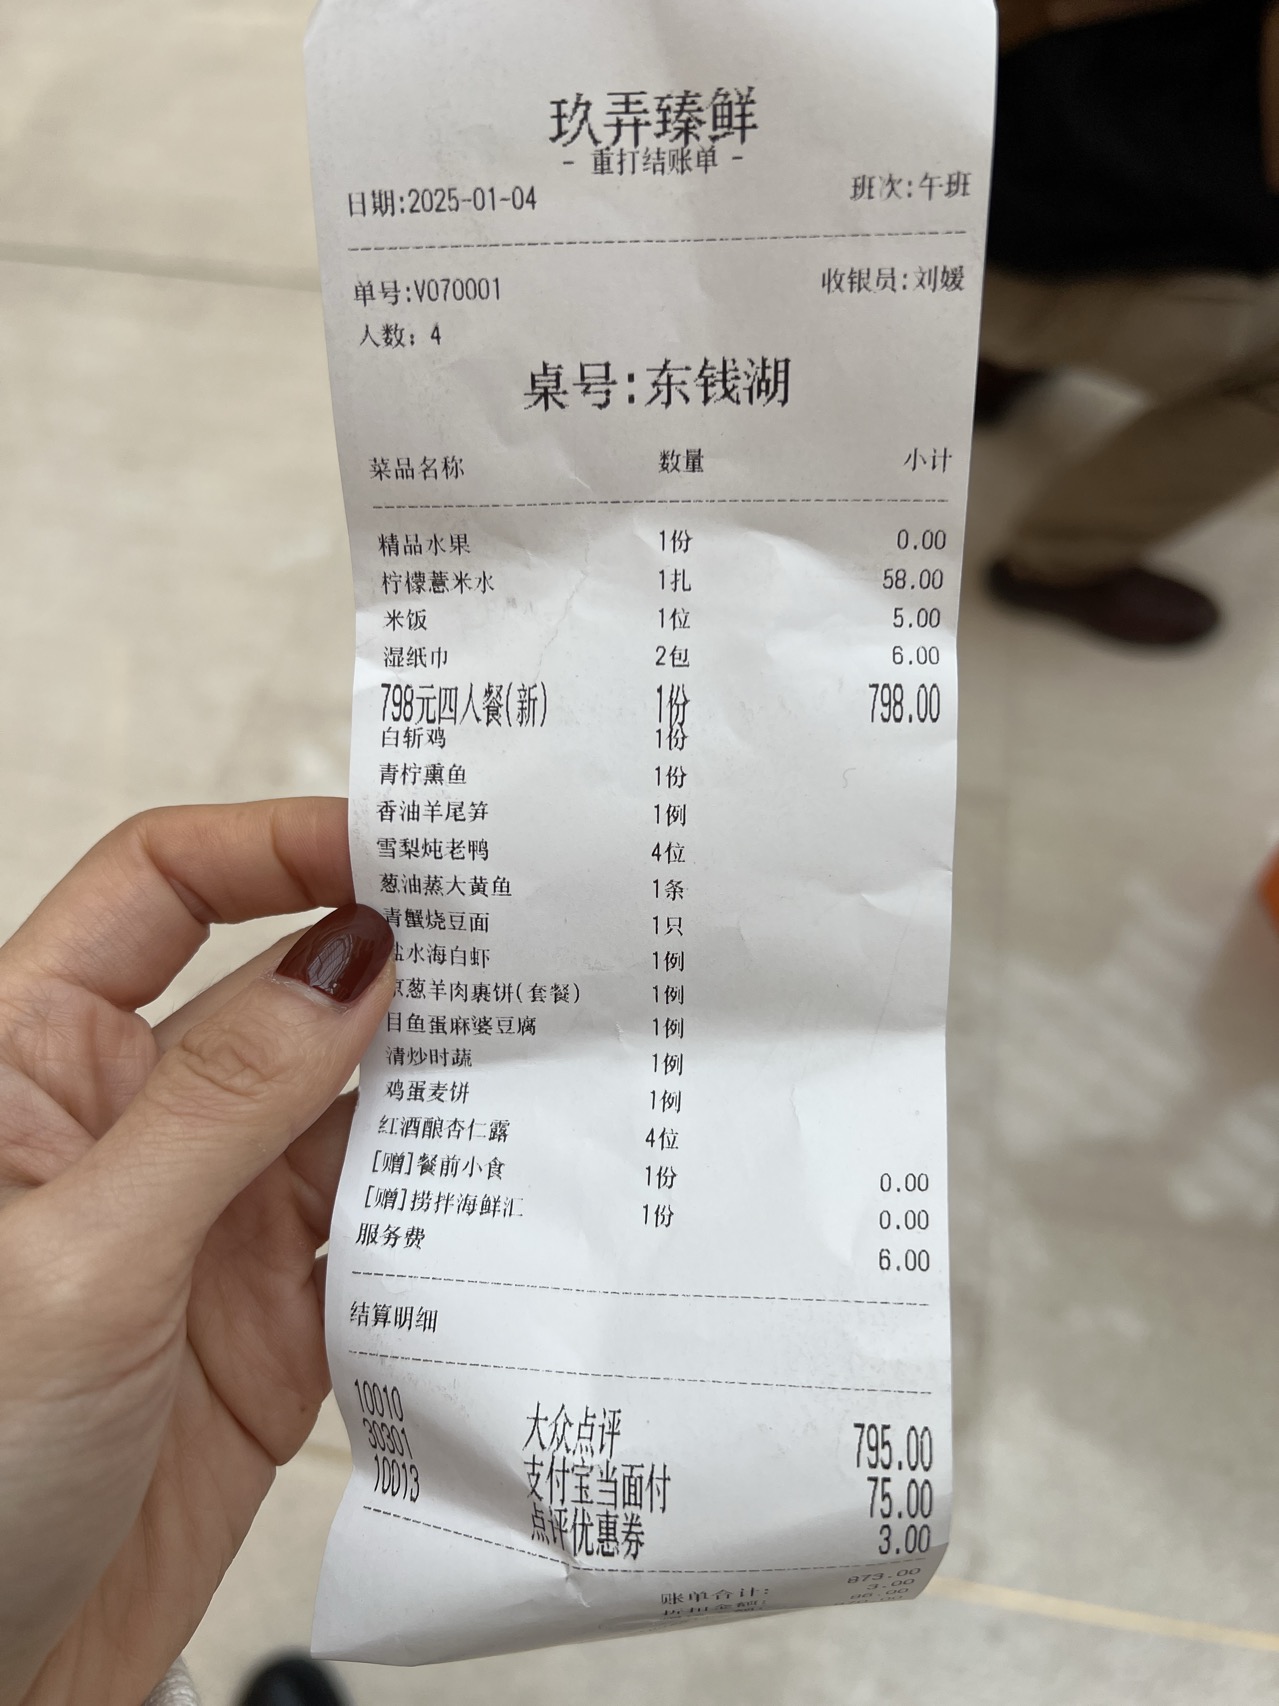 玖弄臻鲜
- 重打结账单 -
日期:2025-01-04 班次:午班
单号:V070001 收银员:刘媛
人数: 4
桌号:东钱湖
菜品名称 数量 小计
精品水果 1份 0.00
柠檬薏米水 1扎 58.00
米饭 1位 5.00
湿纸巾 2包 6.00
798元四人餐(新) 1份 798.00
白斩鸡 1份
青柠熏鱼 1份
香油羊尾笋 1例
雪梨炖老鸭 4位
葱油蒸大黄鱼 1条
青蟹烧豆面 1只
盐水海白虾 1例
京葱羊肉裹饼(套餐) 1例
目鱼蛋麻婆豆腐 1例
清炒时蔬 1例
鸡蛋麦饼 1例
红酒酿杏仁露 4位
[赠]餐前小食 1份 0.00
[赠]捞拌海鲜汇 1份 0.00
服务费 6.00
结算明细
10010 大众点评 795.00
30301 支付宝当面付 75.00
10013 点评优惠券 3.00
账单合计: 873.00
3.00